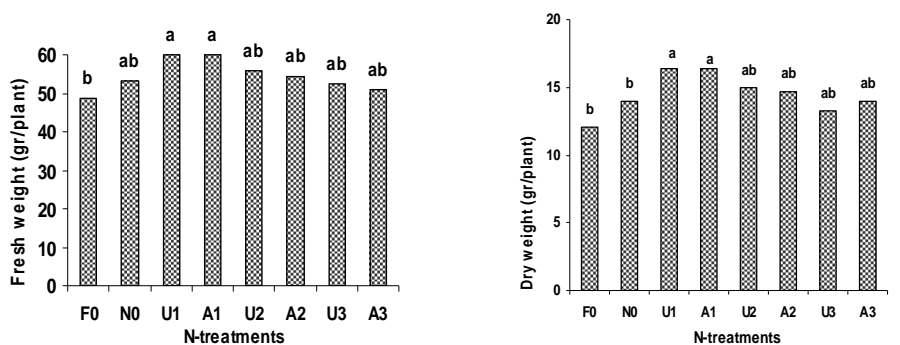 a a
ab ab ab ab ab
b
60
50
40
30
20
10
0
Fresh weight (gr/plant)
F0 N0 U1 A1 U2 A2 U3 A3
N-treatments
20
15
10
5
0
a a
ab ab ab ab
b b
Dry weight (gr/plant)
F0 N0 U1 A1 U2 A2 U3 A3
N-treatments